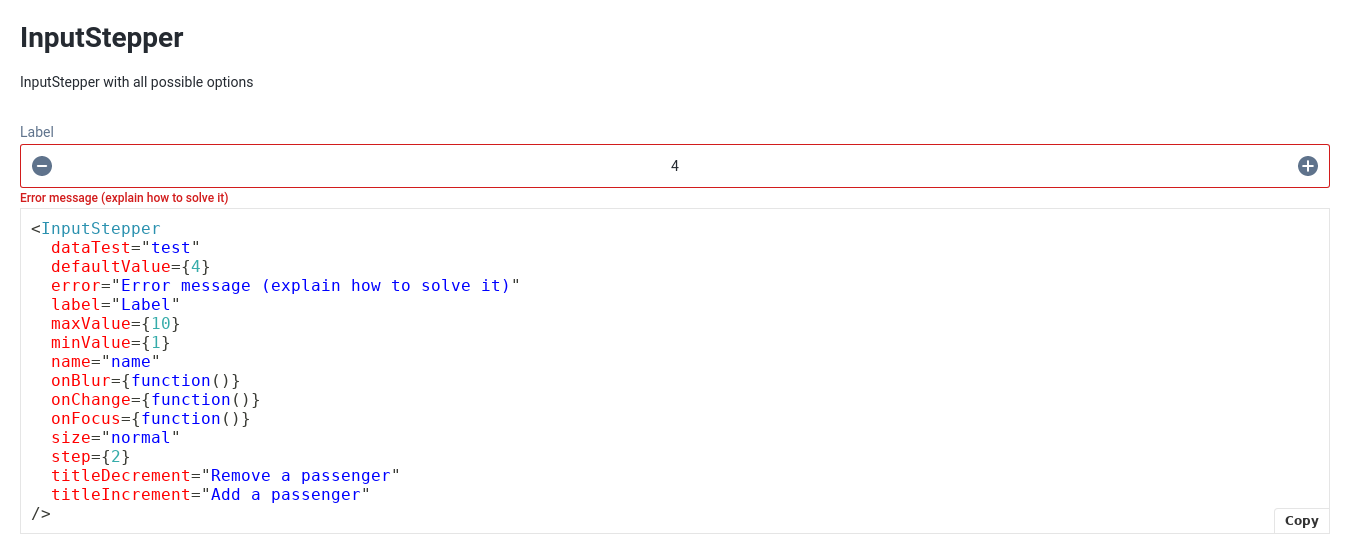 InputStepper
InputStepper with all possible options
Label
4
Error message (explain how to solve it)
<InputStepper
  dataTest="test"
  defaultValue={4}
  error="Error message (explain how to solve it)"
  label="Label"
  maxValue={10}
  minValue={1}
  name="name"
  onBlur={function()}
  onChange={function()}
  onFocus={function()}
  size="normal"
  step={2}
  titleDecrement="Remove a passenger"
  titleIncrement="Add a passenger"
/>
Copy